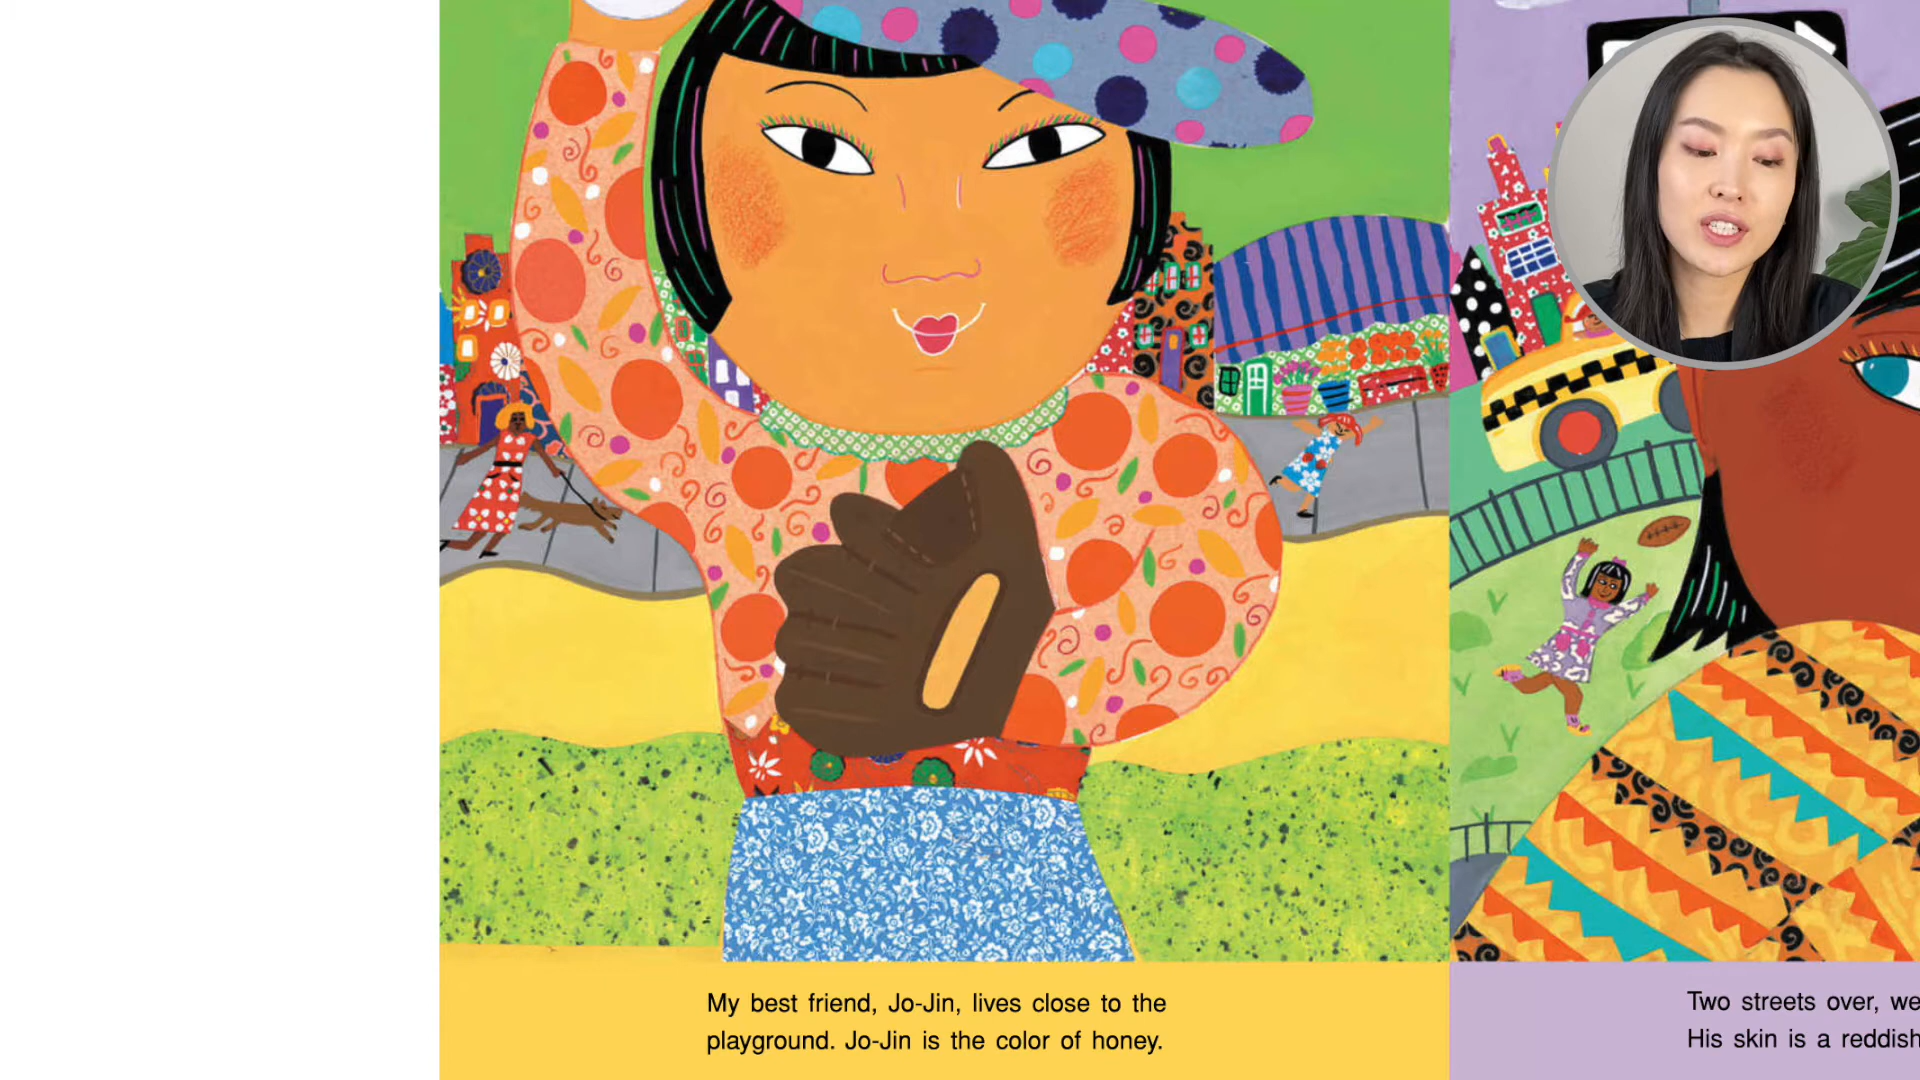 My best friend, Jo-Jin, lives close to the
playground. Jo-Jin is the color of honey.
Two streets over, we
His skin is a reddish